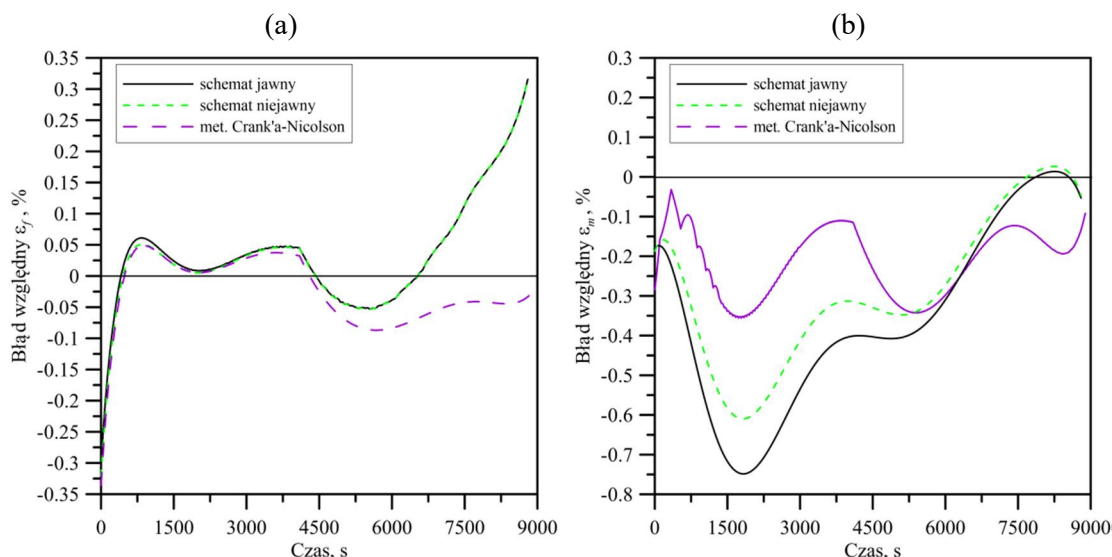 (a)
Błąd względny εf, %
0.35
0.3
0.25
0.2
0.15
0.1
0.05
0
-0.05
-0.1
-0.15
-0.2
-0.25
-0.3
-0.35
schemat jawny
schemat niejawny
met. Crank'a-Nicolson
0 1500 3000 4500 6000 7500 9000
Czas, s
(b)
Błąd względny εm, %
0.3
0.2
0.1
0
-0.1
-0.2
-0.3
-0.4
-0.5
-0.6
-0.7
-0.8
schemat jawny
schemat niejawny
met. Crank'a-Nicolson
0 1500 3000 4500 6000 7500 9000
Czas, s